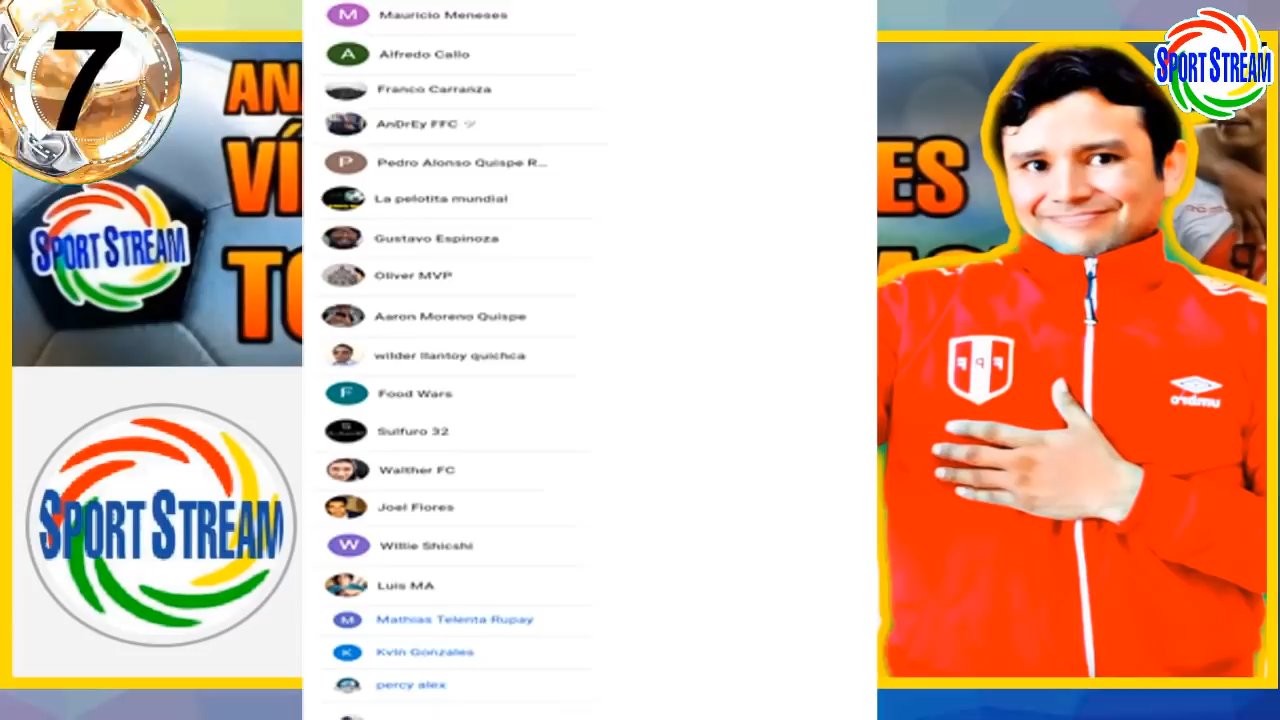 7
SPORT STREAM
AN
VÍ
TO
SPORT STREAM
SPORT STREAM
M Mauricio Meneses
A Alfredo Callo
Franco Carranza
AnDrEy FFC ツ
P Pedro Alonso Quispe R...
La pelotita mundial
Gustavo Espinoza
Oliver MVP
Aaron Moreno Quispe
wilder llantoy quichca
F Food Wars
S Sulfuro 32
Walther FC
Joel Flores
W Willie Shicshi
Luis MA
M Mathias Telenta Rupay
K Kvin Gonzales
percy alex
ES
FPF
umbro